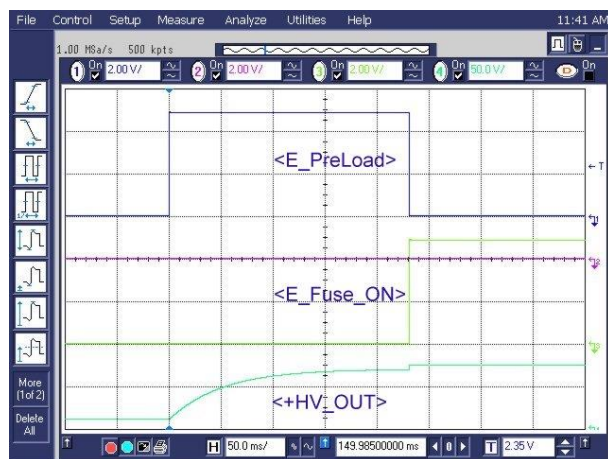 File Control Setup Measure Analyze Utilities Help 11:41 AM
1.00 MSa/s 500 kpts
1 On 2.00 V/ 2 On 2.00 V/ 3 On 2.00 V/ 4 On 50.0 V/ D On
<E_PreLoad>
T
<E_Fuse_ON>
<+HV_OUT>
More
(1of 2)
Delete
All
H 50.0 ms/ 149.98500000 ms 0 T 2.35 V